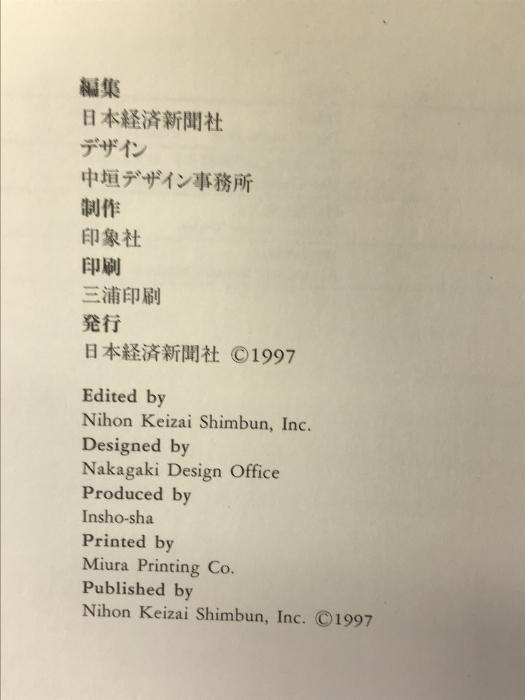 編集
日本経済新聞社
デザイン
中垣デザイン事務所
制作
印象社
印刷
三浦印刷
発行
日本経済新聞社 ©1997
Edited by
Nihon Keizai Shimbun, Inc.
Designed by
Nakagaki Design Office
Produced by
Insho-sha
Printed by
Miura Printing Co.
Published by
Nihon Keizai Shimbun, Inc. ©1997